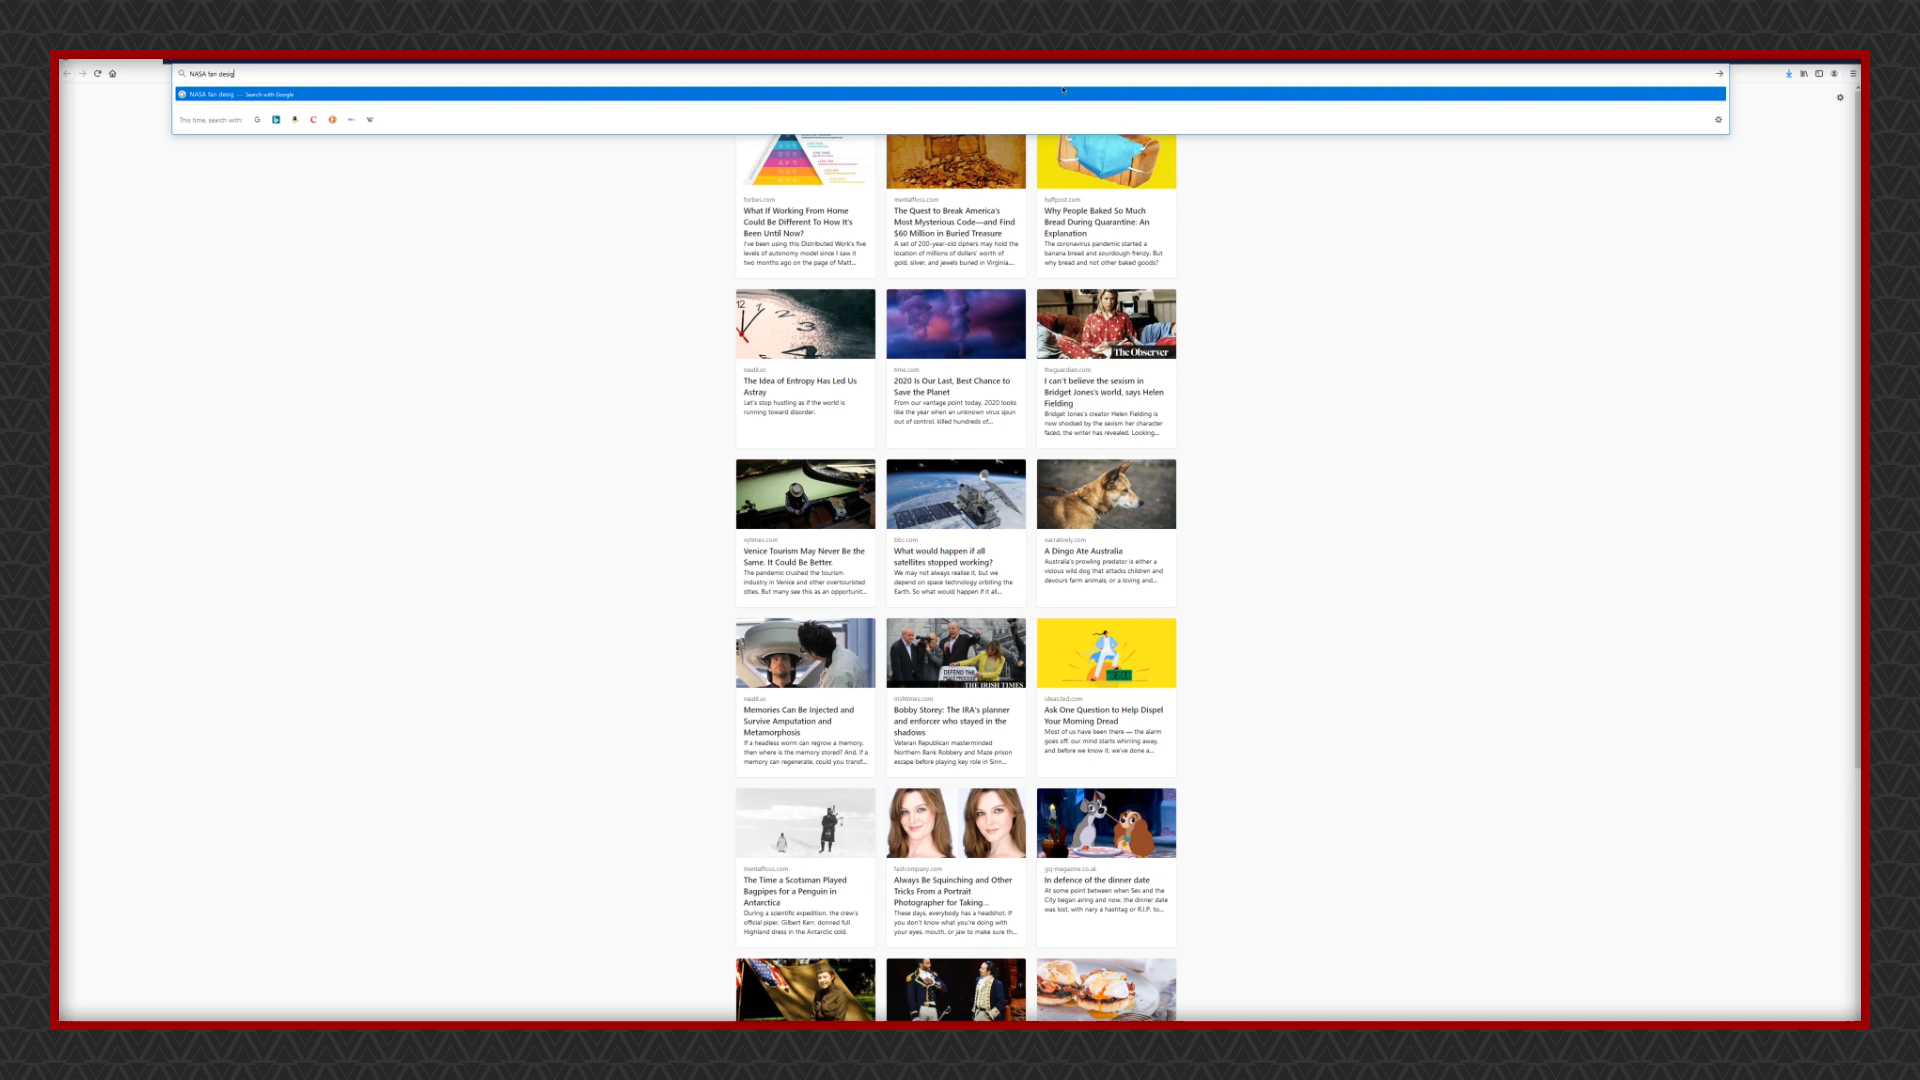 NASA fan desig
NASA fan desig — Search with Google
This time, search with:
forbes.com
What If Working From Home
Could Be Different To How It's
Been Until Now?
I've been using this Distributed Work's five
levels of autonomy model since I saw it
two months ago on the page of Matt...
mentalfloss.com
The Quest to Break America's
Most Mysterious Code—and Find
$60 Million in Buried Treasure
A set of 200-year-old ciphers may hold the
location of millions of dollars' worth of
gold, silver, and jewels buried in Virginia....
huffpost.com
Why People Baked So Much
Bread During Quarantine: An
Explanation
The coronavirus pandemic started a
banana bread and sourdough frenzy. But
why bread and not other baked goods?
12
1
2
3
The Observer
nautil.us
The Idea of Entropy Has Led Us
Astray
Let's stop hustling as if the world is
running toward disorder.
time.com
2020 Is Our Last, Best Chance to
Save the Planet
From our vantage point today, 2020 looks
like the year when an unknown virus spun
out of control, killed hundreds of...
theguardian.com
I can't believe the sexism in
Bridget Jones's world, says Helen
Fielding
Bridget Jones's creator Helen Fielding is
now shocked by the sexism her character
faced, the writer has revealed. Looking...
nytimes.com
Venice Tourism May Never Be the
Same. It Could Be Better.
The pandemic crushed the tourism
industry in Venice and other overtouristed
cities. But many see this as an opportunit...
bbc.com
What would happen if all
satellites stopped working?
We may not always realise it, but we
depend on space technology orbiting the
Earth. So what would happen if it all...
narratively.com
A Dingo Ate Australia
Australia's prowling predator is either a
vicious wild dog that attacks children and
devours farm animals, or a loving and...
DEFEND THE
THE IRISH TIMES
nautil.us
Memories Can Be Injected and
Survive Amputation and
Metamorphosis
If a headless worm can regrow a memory,
then where is the memory stored? And, if a
memory can regenerate, could you transf...
irishtimes.com
Bobby Storey: The IRA's planner
and enforcer who stayed in the
shadows
Veteran Republican masterminded
Northern Bank Robbery and Maze prison
escape before playing key role in Sinn...
ideas.ted.com
Ask One Question to Help Dispel
Your Morning Dread
Most of us have been there — the alarm
goes off, our mind starts whirring away,
and before we know it, we've done a...
mentalfloss.com
The Time a Scotsman Played
Bagpipes for a Penguin in
Antarctica
During a scientific expedition, the crew's
official piper, Gilbert Kerr, donned full
Highland dress in the Antarctic cold.
fastcompany.com
Always Be Squinching and Other
Tricks From a Portrait
Photographer for Taking...
These days, everybody has a headshot. If
you don't know what you're doing with
your eyes, mouth, or jaw to make sure th...
gq-magazine.co.uk
In defence of the dinner date
At some point between when Sex and the
City began airing and now, the dinner date
was lost, with nary a hashtag or R.I.P. to...